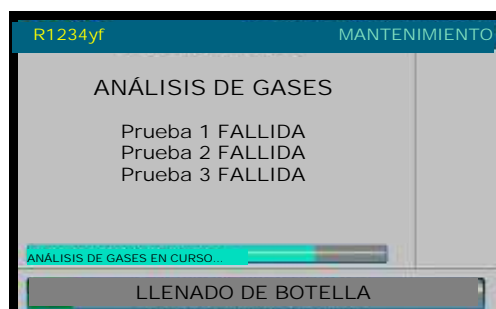 R1234yf MANTENIMIENTO
ANÁLISIS DE GASES
Prueba 1 FALLIDA
Prueba 2 FALLIDA
Prueba 3 FALLIDA
ANÁLISIS DE GASES EN CURSO...
LLENADO DE BOTELLA